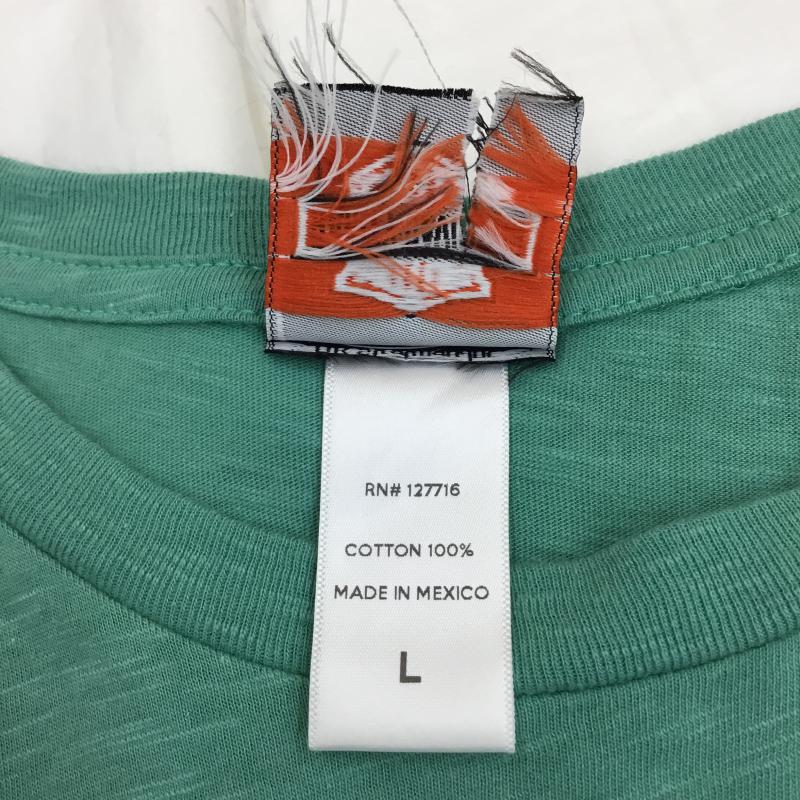 RN# 127716
COTTON 100%
MADE IN MEXICO
L